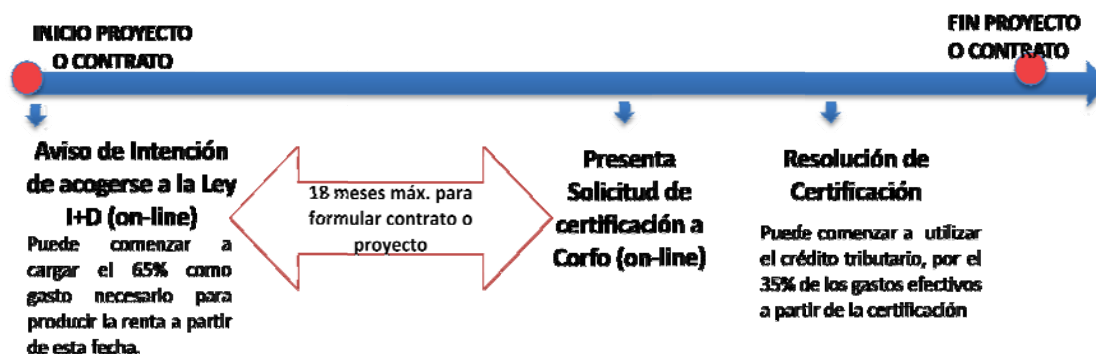 INICIO PROYECTO
O CONTRATO
FIN PROYECTO
O CONTRATO
Aviso de Intención
de acogerse a la Ley
I+D (on-line)
Puede comenzar a
cargar el 65% como
gasto necesario para
producir la renta a partir
de esta fecha.
18 meses máx. para
formular contrato o
proyecto
Presenta
Solicitud de
certificación a
Corfo (on-line)
Resolución de
Certificación
Puede comenzar a utilizar
el crédito tributario, por el
35% de los gastos efectivos
a partir de la certificación